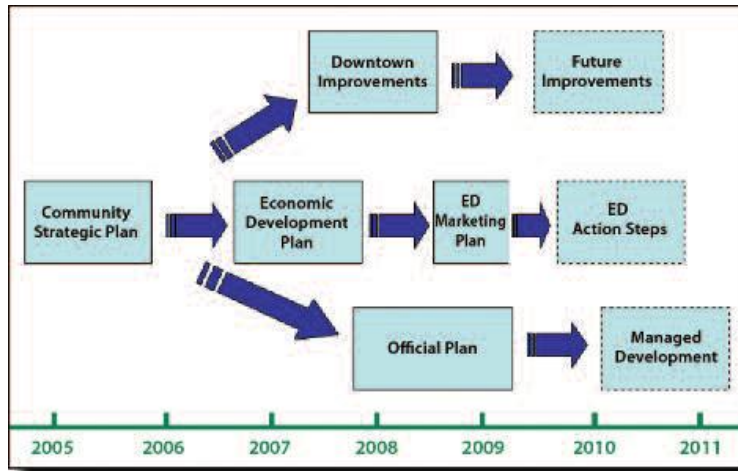 Downtown
Improvements
Future
Improvements
Community
Strategic Plan
Economic
Development
Plan
ED
Marketing
Plan
ED
Action Steps
Official Plan
Managed
Development
2005
2006
2007
2008
2009
2010
2011